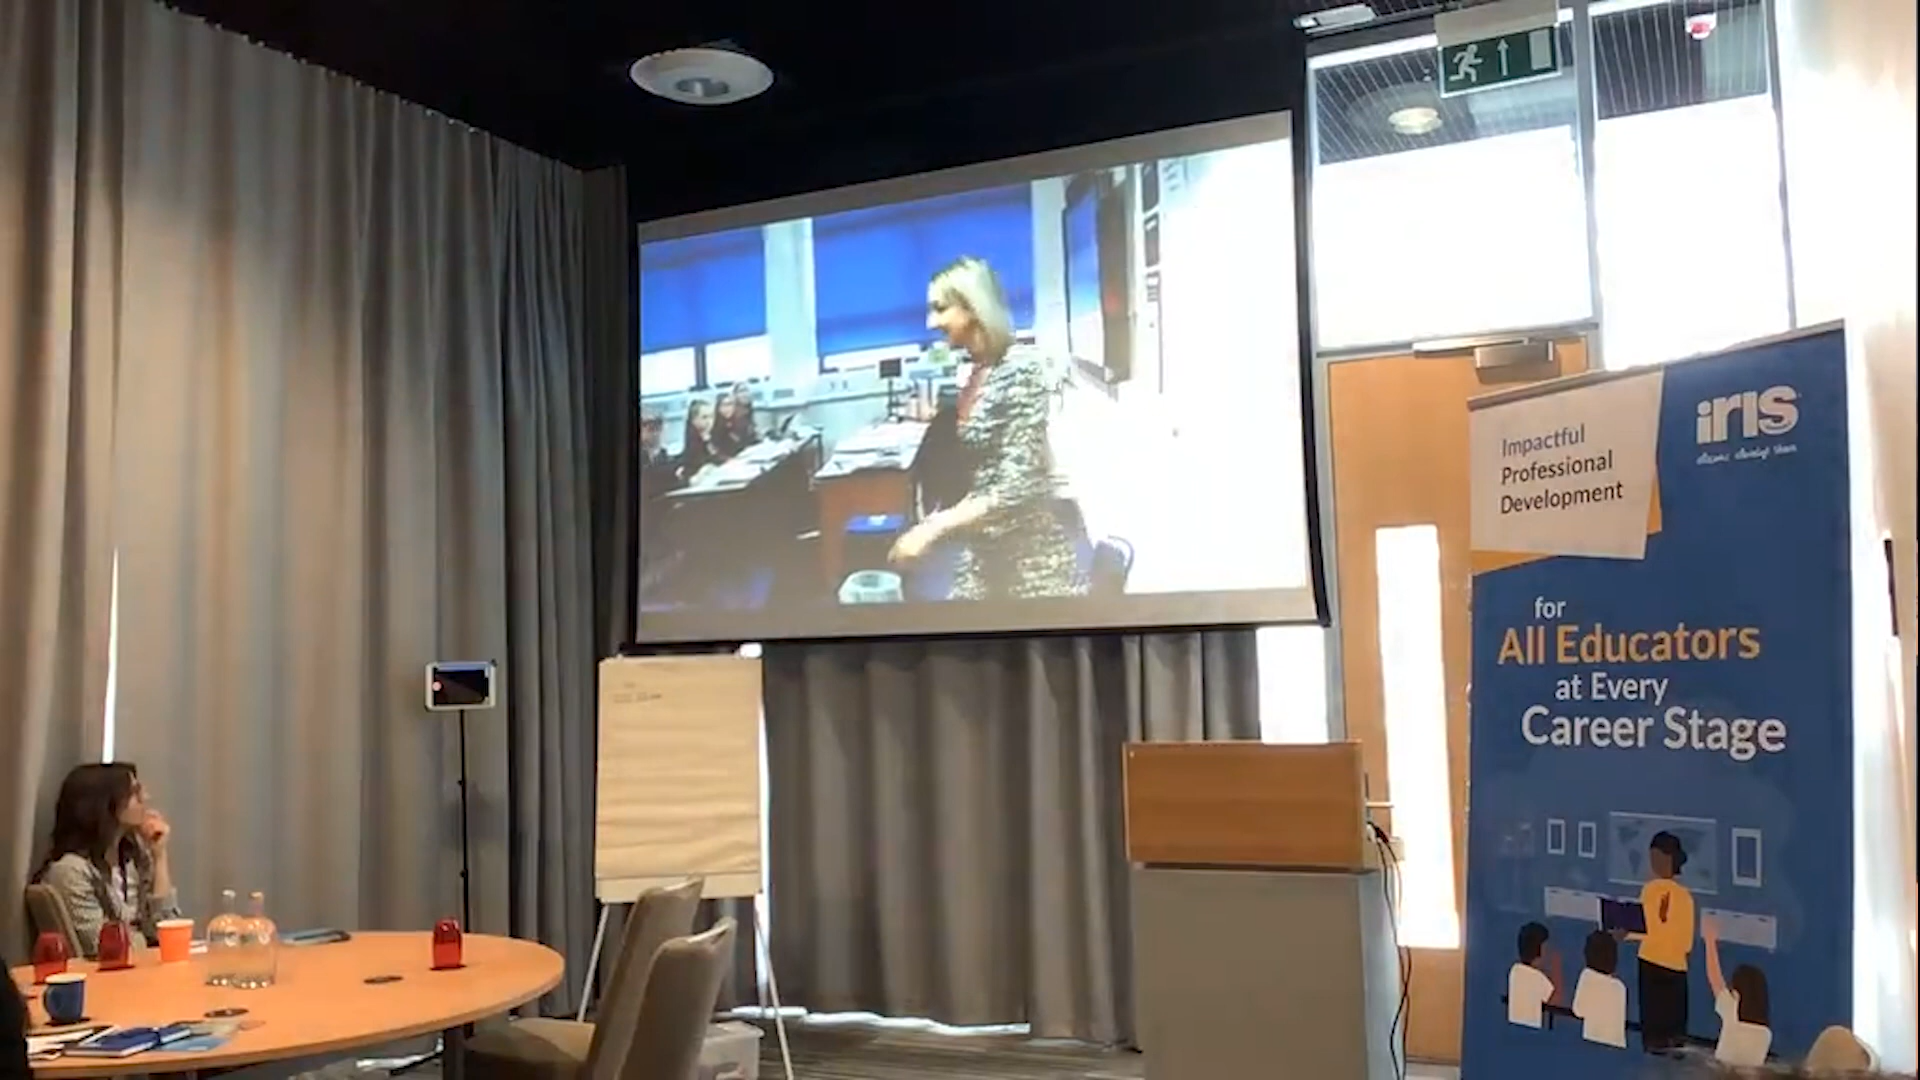 Impactful
Professional
Development
iris
for
All Educators
at Every
Career Stage